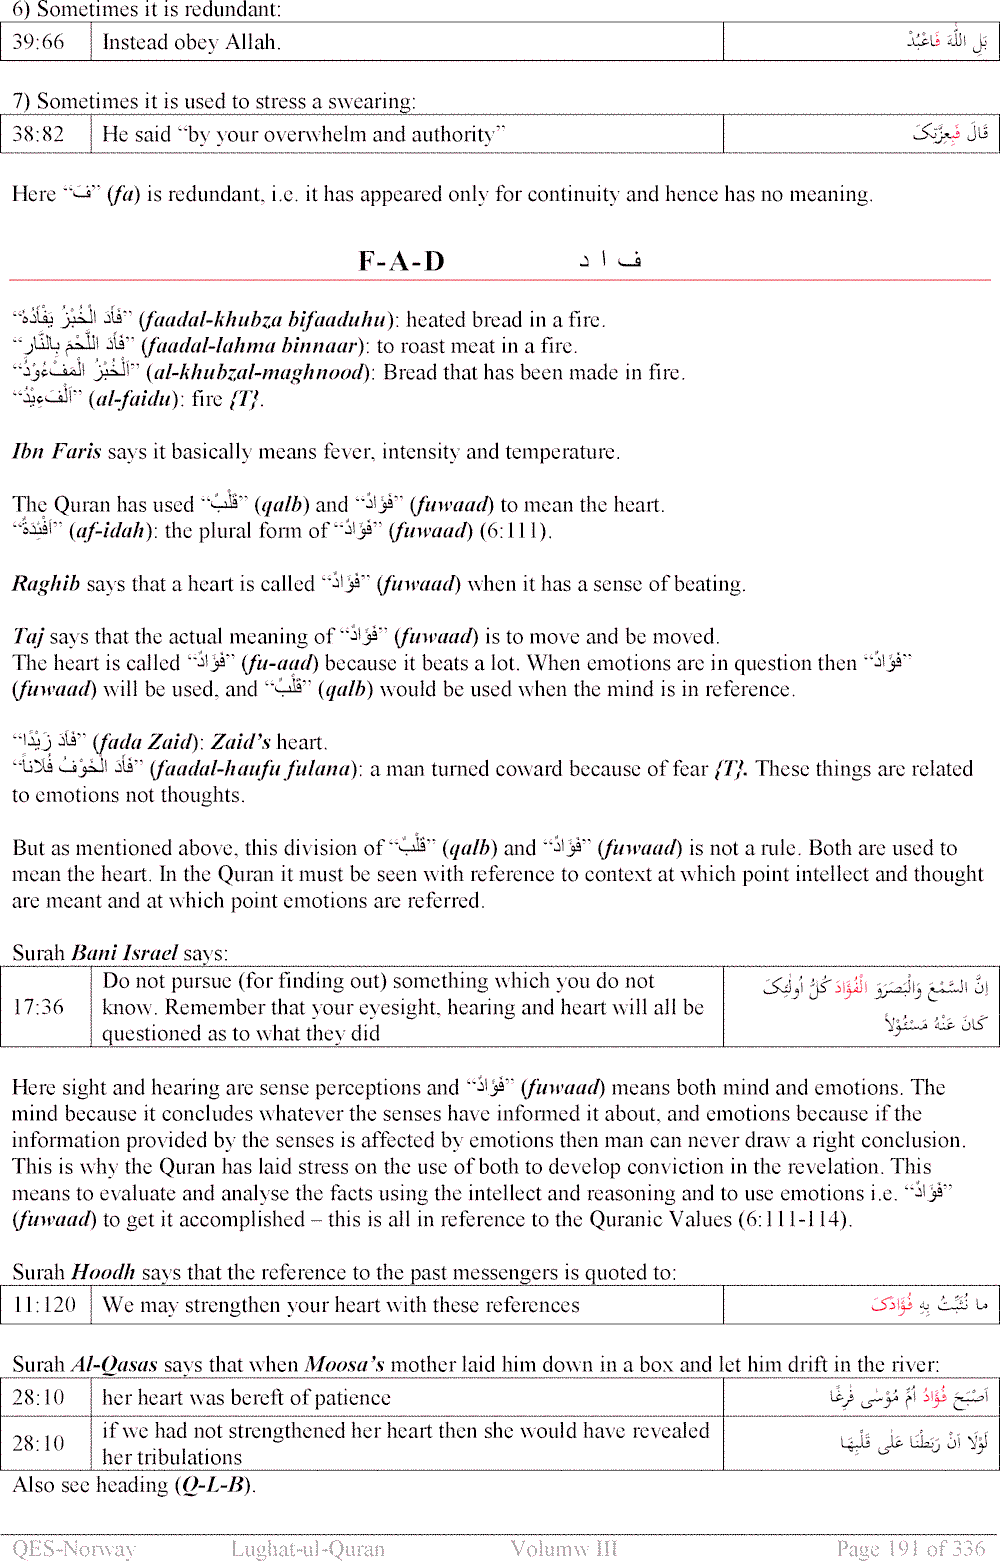 6) Sometimes it is redundant:
39:66 Instead obey Allah. بَلِ اللّٰهَ فَاعْبُدْ
7) Sometimes it is used to stress a swearing:
38:82 He said “by your overwhelm and authority” قَالَ فَبِعِزَّتِکَ
Here “فَ” (fa) is redundant, i.e. it has appeared only for continuity and hence has no meaning.
F-A-D ف ا د
“فَأَدَ الْخُبْزُ يَفْأَدُهٗ” (faadal-khubza bifaaduhu): heated bread in a fire.
“فَأَدَ اللَّحْمَ بِالنَّارِ” (faadal-lahma binnaar): to roast meat in a fire.
“اَلْخُبْزُ الْمَفْءُوْدُ” (al-khubzal-maghnood): Bread that has been made in fire.
“اَلْفَءِيْدُ” (al-faidu): fire {T}.
Ibn Faris says it basically means fever, intensity and temperature.
The Quran has used “قَلْبٌ” (qalb) and “فَؤَادٌ” (fuwaad) to mean the heart.
“اَفْئِدَةٌ” (af-idah): the plural form of “فَؤَادٌ” (fuwaad) (6:111).
Raghib says that a heart is called “فَؤَادٌ” (fuwaad) when it has a sense of beating.
Taj says that the actual meaning of “فَؤَادٌ” (fuwaad) is to move and be moved.
The heart is called “فَؤَادٌ” (fu-aad) because it beats a lot. When emotions are in question then “فَؤَادٌ”
(fuwaad) will be used, and “قَلْبٌ” (qalb) would be used when the mind is in reference.
“فَأَدَ زَيْدًا” (fada Zaid): Zaid’s heart.
“فَأَدَ الْخَوْفُ فُلَاناً” (faadal-haufu fulana): a man turned coward because of fear {T}. These things are related
to emotions not thoughts.
But as mentioned above, this division of “قَلْبٌ” (qalb) and “فَؤَادٌ” (fuwaad) is not a rule. Both are used to
mean the heart. In the Quran it must be seen with reference to context at which point intellect and thought
are meant and at which point emotions are referred.
Surah Bani Israel says:
17:36 Do not pursue (for finding out) something which you do not
know. Remember that your eyesight, hearing and heart will all be
questioned as to what they did
اِنَّ السَّمْعَ وَالْبَصَرَوَ الْفُؤَادَ کُلُّ اُولٰٓئِکَ
کَانَ عَنْهُ مَسْئُوْلاً
Here sight and hearing are sense perceptions and “فَؤَادٌ” (fuwaad) means both mind and emotions. The
mind because it concludes whatever the senses have informed it about, and emotions because if the
information provided by the senses is affected by emotions then man can never draw a right conclusion.
This is why the Quran has laid stress on the use of both to develop conviction in the revelation. This
means to evaluate and analyse the facts using the intellect and reasoning and to use emotions i.e. “فَؤَادٌ”
(fuwaad) to get it accomplished – this is all in reference to the Quranic Values (6:111-114).
Surah Hoodh says that the reference to the past messengers is quoted to:
11:120 We may strengthen your heart with these references ما نُثَبِّتُ بِهٖ فُؤَادَکَ
Surah Al-Qasas says that when Moosa’s mother laid him down in a box and let him drift in the river:
28:10 her heart was bereft of patience اَصْبَحَ فُؤَادُ اُمِّ مُوْسٰی فٰرِغًا
28:10 if we had not strengthened her heart then she would have revealed
her tribulations
لَوْلَا اَنْ رَبَطْنَا عَلٰی قَلْبِهَا
Also see heading (Q-L-B).
QES-Norway Lughat-ul-Quran Volumw III Page 191 of 336